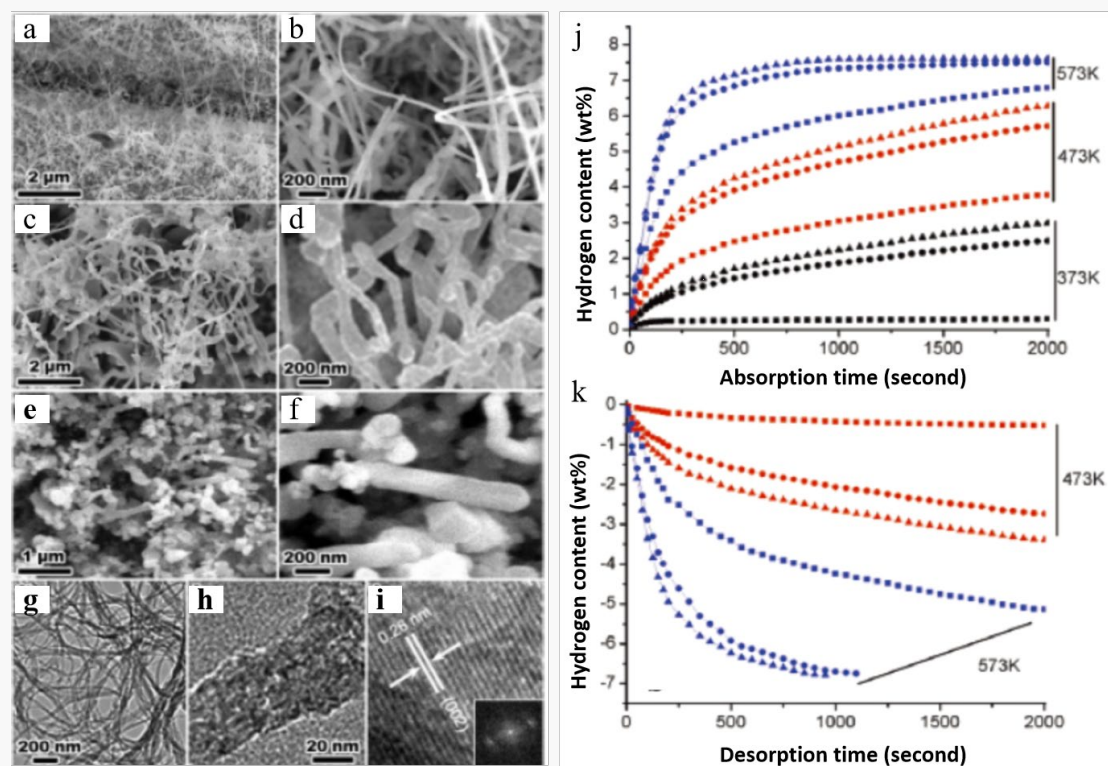 a
b
2 μm
200 nm
c
d
2 μm
200 nm
e
f
1 μm
200 nm
g
h
i
0.26 nm
(002)
200 nm
20 nm
j
Hydrogen content (wt%)
8
7
6
5
4
3
2
1
0
0 500 1000 1500 2000
573K
473K
373K
Absorption time (second)
k
Hydrogen content (wt%)
0
-1
-2
-3
-4
-5
-6
-7
0 500 1000 1500 2000
473K
573K
Desorption time (second)